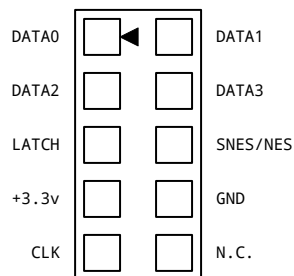 DATA0 DATA1
DATA2 DATA3
LATCH SNES/NES
+3.3v GND
CLK N.C.